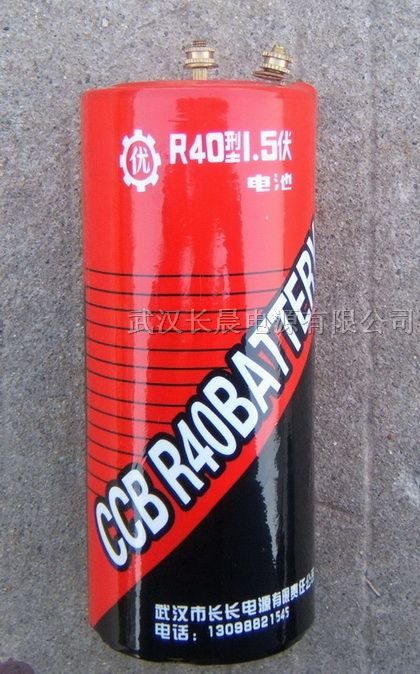 优
R40型1.5伏
电池
武汉长晨电源有限公司
CCB R40BATTERY
武汉市长长电源有限责任公司
电话：13098821545